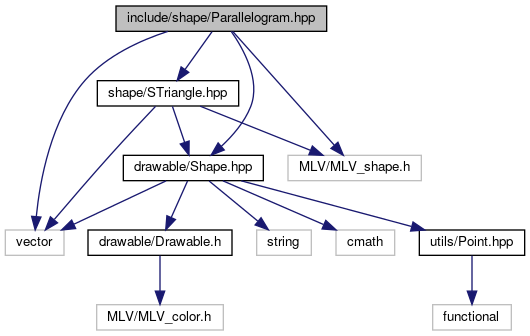 include/shape/Parallelogram.hpp
shape/STriangle.hpp
drawable/Shape.hpp
MLV/MLV_shape.h
vector
drawable/Drawable.h
string
cmath
utils/Point.hpp
MLV/MLV_color.h
functional